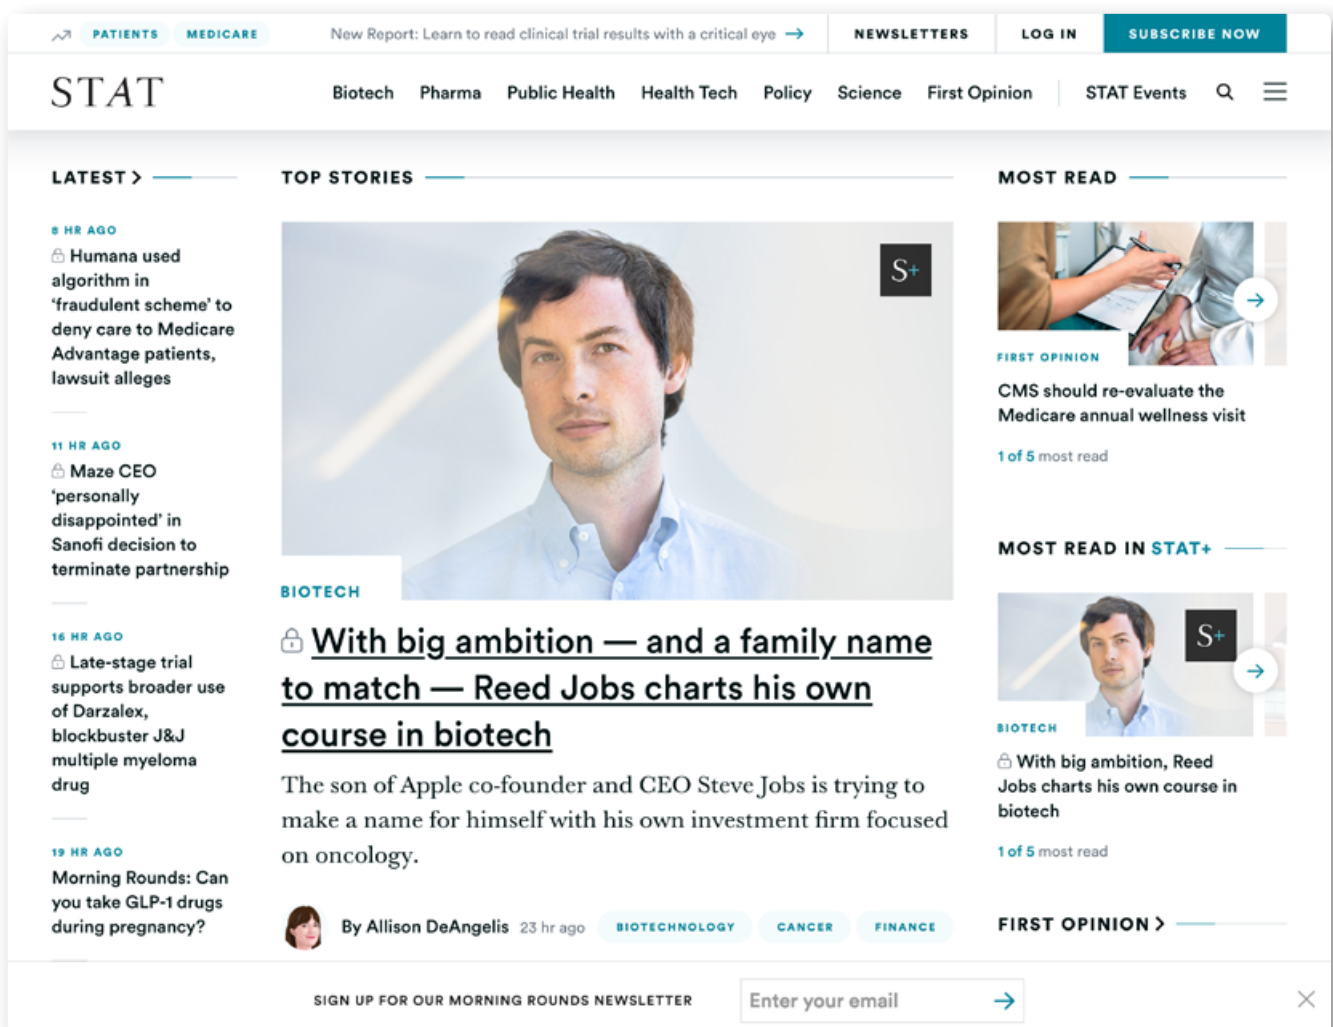 PATIENTS
MEDICARE
New Report: Learn to read clinical trial results with a critical eye →
NEWSLETTERS
LOG IN
SUBSCRIBE NOW
STAT
Biotech
Pharma
Public Health
Health Tech
Policy
Science
First Opinion
STAT Events
LATEST >
8 HR AGO
Humana used
algorithm in
‘fraudulent scheme’ to
deny care to Medicare
Advantage patients,
lawsuit alleges
11 HR AGO
Maze CEO
‘personally
disappointed’ in
Sanofi decision to
terminate partnership
16 HR AGO
Late-stage trial
supports broader use
of Darzalex,
blockbuster J&J
multiple myeloma
drug
19 HR AGO
Morning Rounds: Can
you take GLP-1 drugs
during pregnancy?
TOP STORIES
S+
BIOTECH
With big ambition — and a family name
to match — Reed Jobs charts his own
course in biotech
The son of Apple co-founder and CEO Steve Jobs is trying to
make a name for himself with his own investment firm focused
on oncology.
By Allison DeAngelis 23 hr ago
BIOTECHNOLOGY
CANCER
FINANCE
MOST READ
FIRST OPINION
CMS should re-evaluate the
Medicare annual wellness visit
1 of 5 most read
MOST READ IN STAT+
S+
BIOTECH
With big ambition, Reed
Jobs charts his own course in
biotech
1 of 5 most read
FIRST OPINION >
SIGN UP FOR OUR MORNING ROUNDS NEWSLETTER
Enter your email →